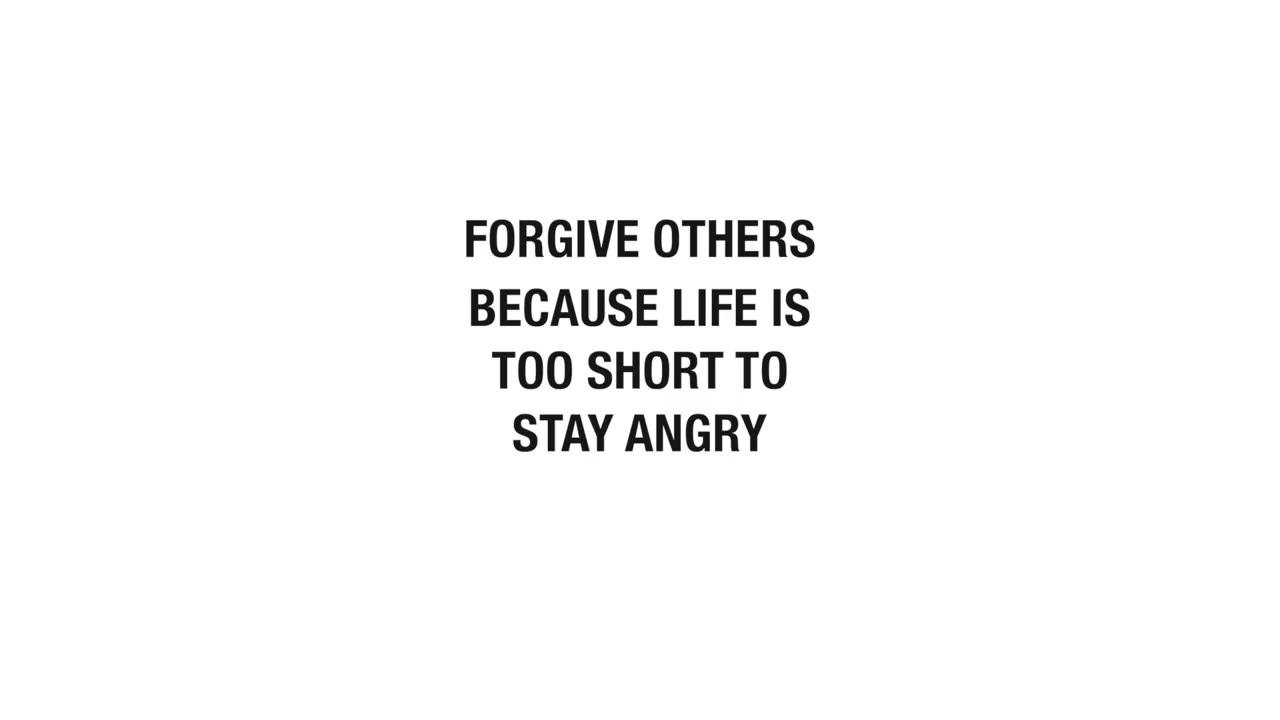 FORGIVE OTHERS
BECAUSE LIFE IS
TOO SHORT TO
STAY ANGRY